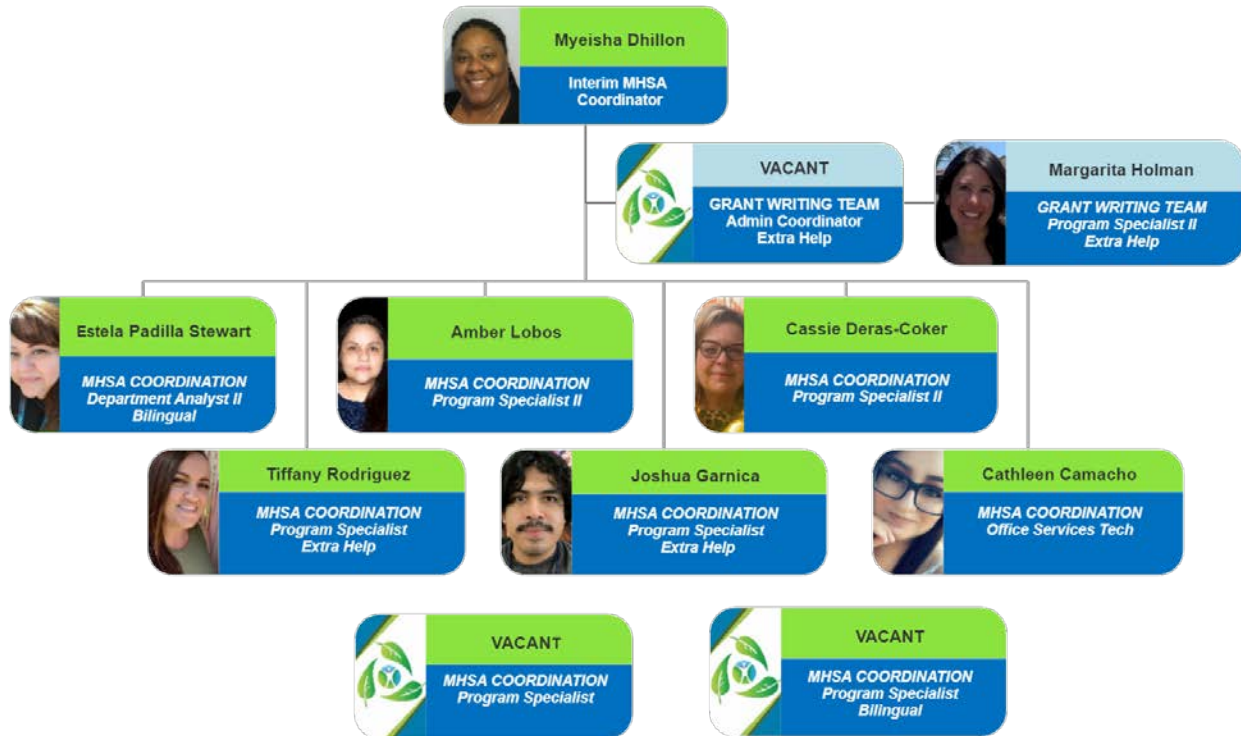 Myeisha Dhillon
Interim MHSA
Coordinator
VACANT
GRANT WRITING TEAM
Admin Coordinator
Extra Help
Margarita Holman
GRANT WRITING TEAM
Program Specialist II
Extra Help
Estela Padilla Stewart
MHSA COORDINATION
Department Analyst II
Bilingual
Amber Lobos
MHSA COORDINATION
Program Specialist II
Cassie Deras-Coker
MHSA COORDINATION
Program Specialist II
Tiffany Rodriguez
MHSA COORDINATION
Program Specialist
Extra Help
Joshua Garnica
MHSA COORDINATION
Program Specialist
Extra Help
Cathleen Camacho
MHSA COORDINATION
Office Services Tech
VACANT
MHSA COORDINATION
Program Specialist
VACANT
MHSA COORDINATION
Program Specialist
Bilingual